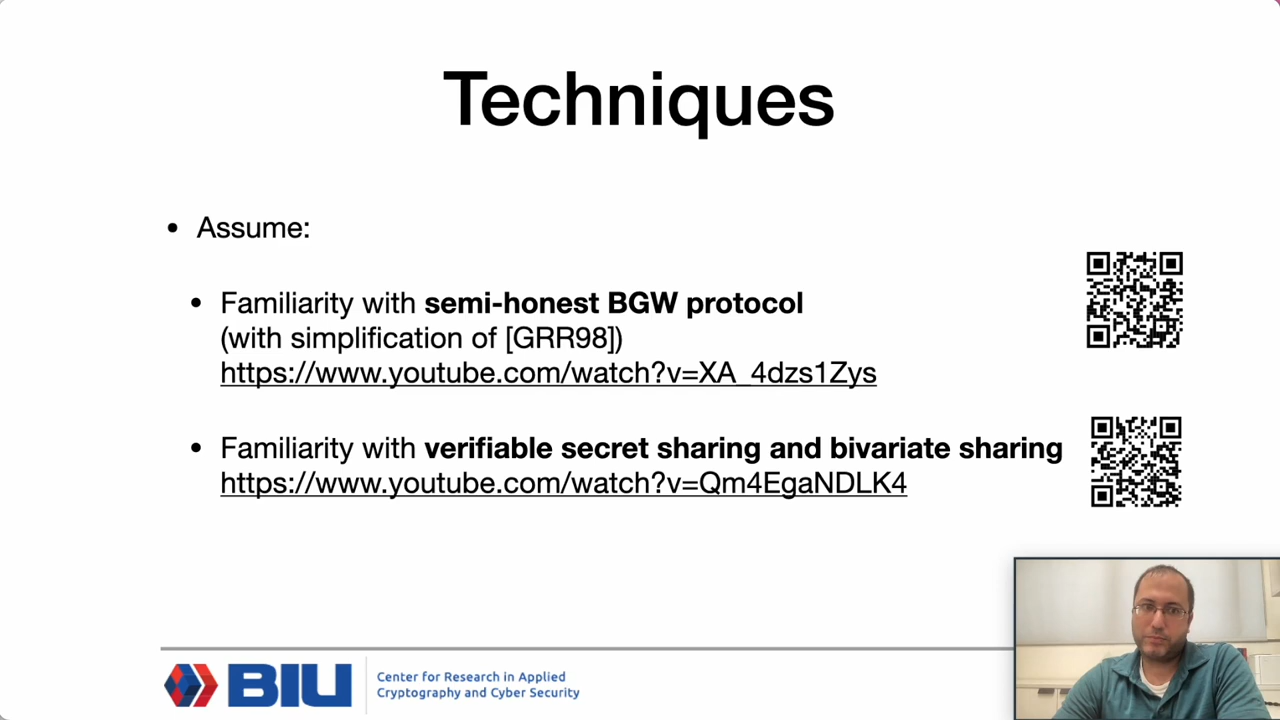 Techniques
• Assume:
• Familiarity with semi-honest BGW protocol
(with simplification of [GRR98])
https://www.youtube.com/watch?v=XA_4dzs1Zys
• Familiarity with verifiable secret sharing and bivariate sharing
https://www.youtube.com/watch?v=Qm4EgaNDLK4
BIU
Center for Research in Applied
Cryptography and Cyber Security